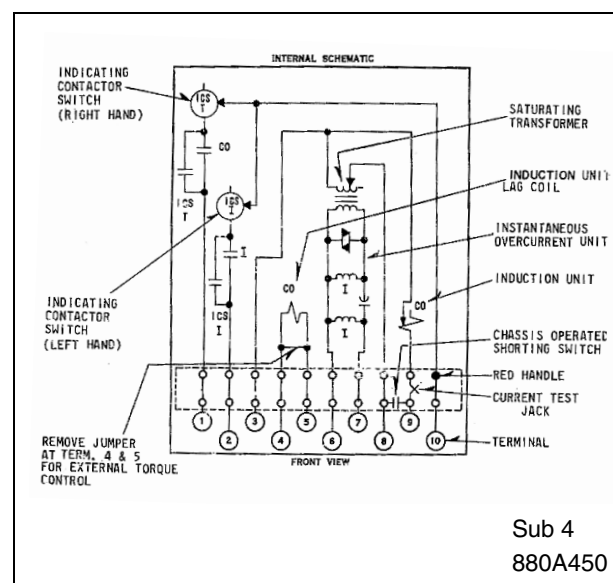 INTERNAL SCHEMATIC
INDICATING
CONTACTOR
SWITCH
(RIGHT HAND)
ICS
T
CO
ICS
T
ICS
I
I
ICS
I
INDICATING
CONTACTOR
SWITCH
(LEFT HAND)
SATURATING
TRANSFORMER
INDUCTION UNIT
LAG COIL
INSTANTANEOUS
OVERCURRENT UNIT
CO
I
I
CO
INDUCTION UNIT
CHASSIS OPERATED
SHORTING SWITCH
RED HANDLE
CURRENT TEST
JACK
TERMINAL
1
2
3
4
5
6
7
8
9
10
FRONT VIEW
REMOVE JUMPER
AT TERM. 4 & 5
FOR EXTERNAL TORQUE
CONTROL
Sub 4
880A450